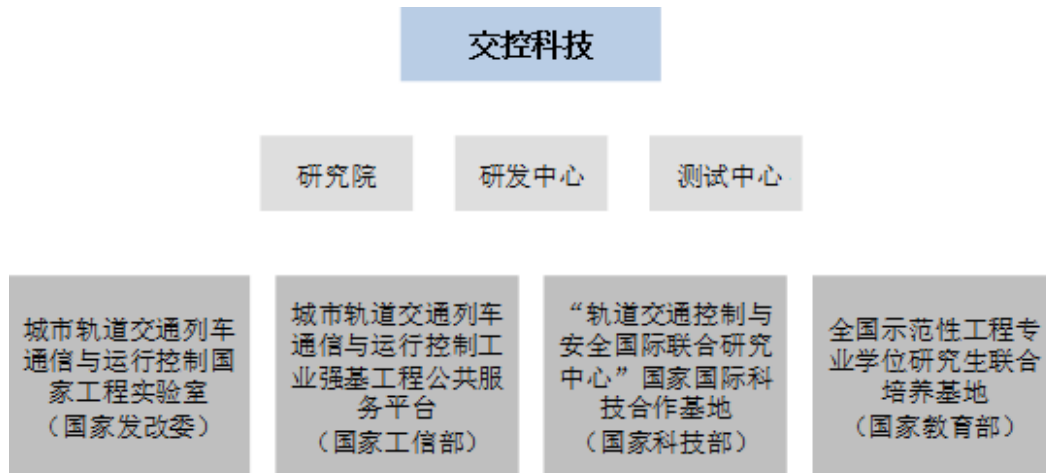 交控科技
研究院
研发中心
测试中心
城市轨道交通列车
通信与运行控制国
家工程实验室
（国家发改委）
城市轨道交通列车
通信与运行控制工
业强基工程公共服
务平台
（国家工信部）
“轨道交通控制与
安全国际联合研究
中心”国家国际科
技合作基地
（国家科技部）
全国示范性工程专
业学位研究生联合
培养基地
（国家教育部）